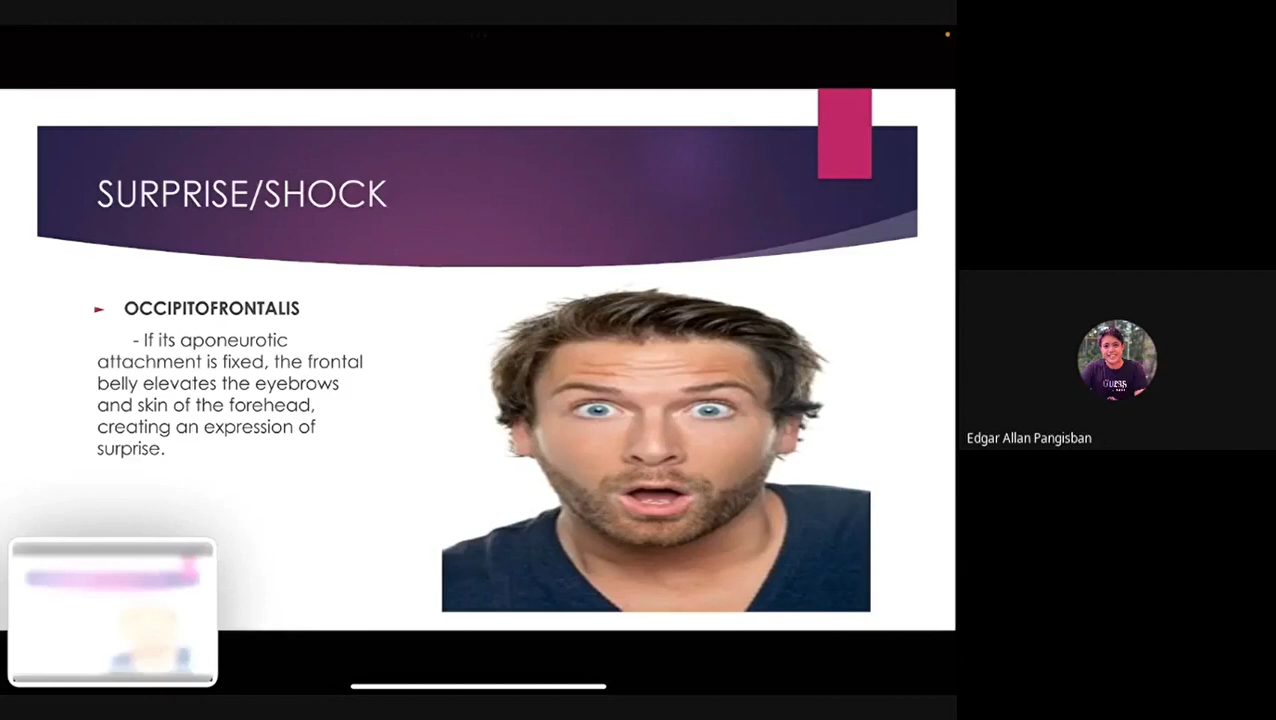 SURPRISE/SHOCK
► OCCIPITOFRONTALIS
- If its aponeurotic
attachment is fixed, the frontal
belly elevates the eyebrows
and skin of the forehead,
creating an expression of
surprise.
GUESS
Edgar Allan Pangisban